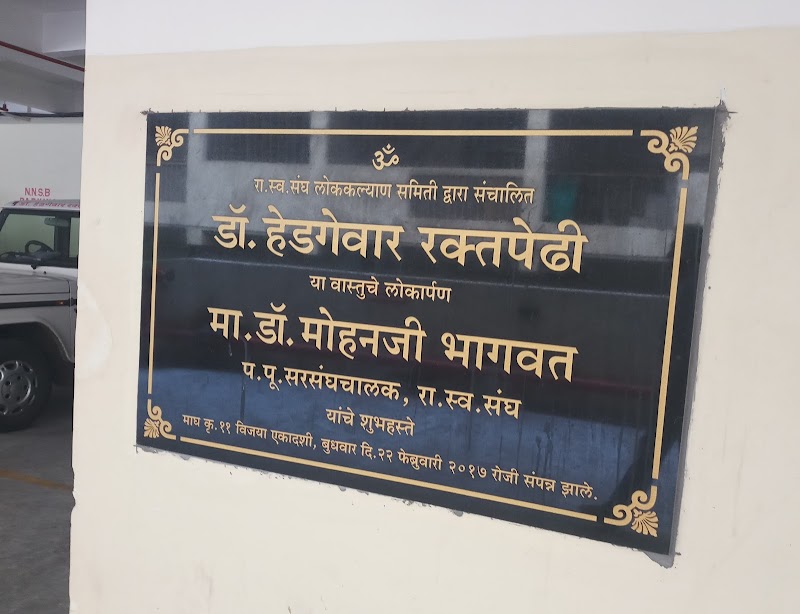 ॐ
रा.स्व.संघ लोककल्याण समिती द्वारा संचालित
डॉ. हेडगेवार रक्तपेढी
या वास्तुचे लोकार्पण
मा.डॉ.मोहनजी भागवत
प.पू.सरसंघचालक, रा.स्व.संघ
यांचे शुभहस्ते
माघ कृ.११ विजया एकादशी, बुधवार दि.२२ फेब्रुवारी २०१७ रोजी संपन्न झाले.
N.N.S.B